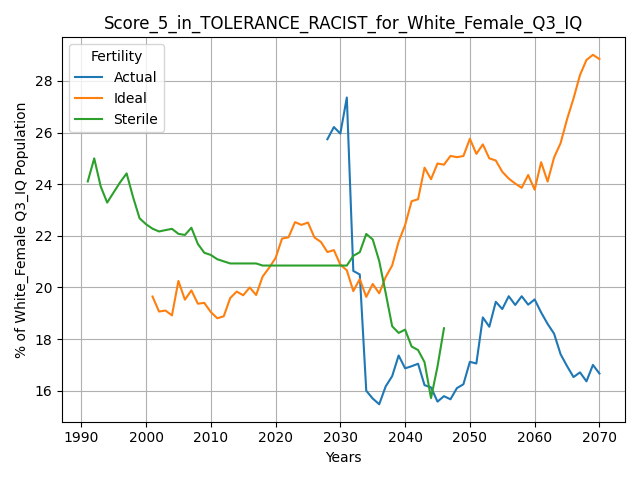 Score_5_in_TOLERANCE_RACIST_for_White_Female_Q3_IQ
Fertility
Actual
Ideal
Sterile
% of White_Female Q3_IQ Population
28
26
24
22
20
18
16
1990 2000 2010 2020 2030 2040 2050 2060 2070
Years